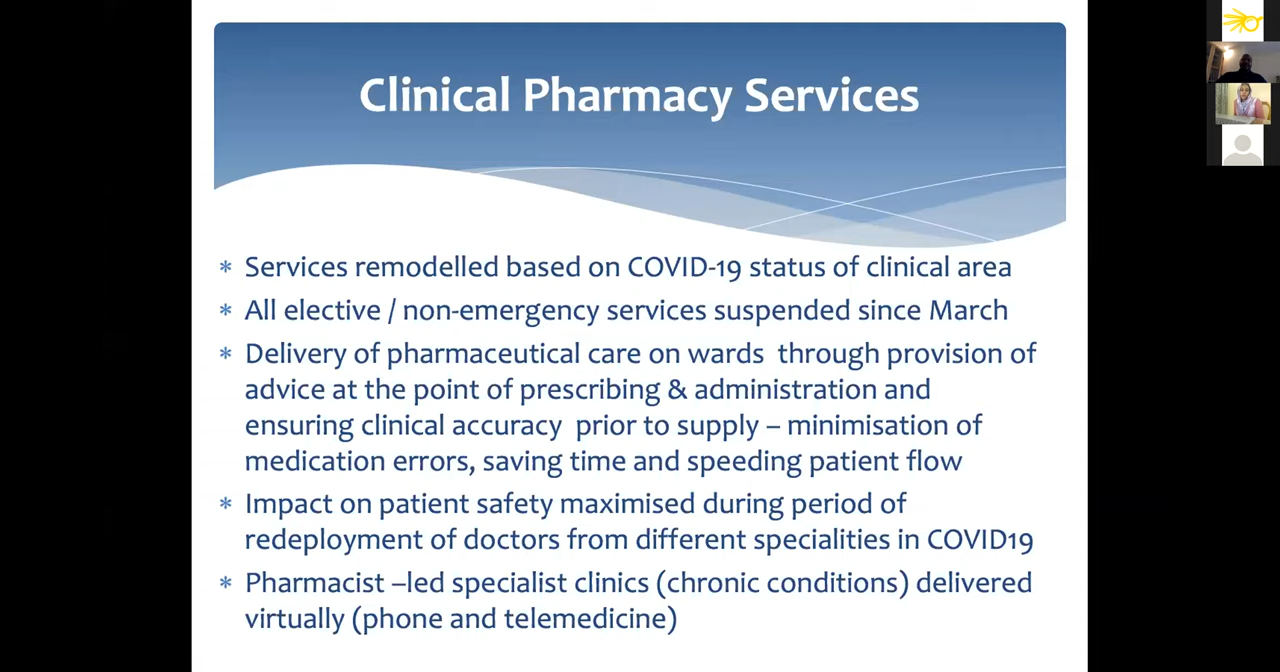 Clinical Pharmacy Services
* Services remodelled based on COVID-19 status of clinical area
* All elective / non-emergency services suspended since March
* Delivery of pharmaceutical care on wards through provision of
advice at the point of prescribing & administration and
ensuring clinical accuracy prior to supply – minimisation of
medication errors, saving time and speeding patient flow
* Impact on patient safety maximised during period of
redeployment of doctors from different specialities in COVID19
* Pharmacist –led specialist clinics (chronic conditions) delivered
virtually (phone and telemedicine)